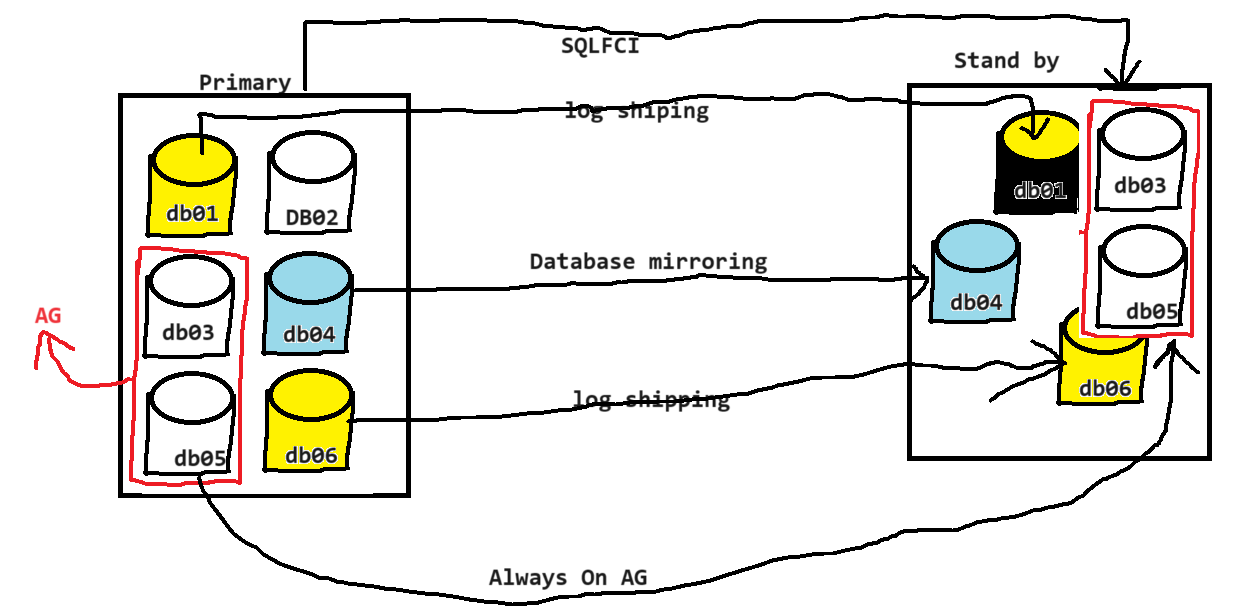 SQLFCI
Primary
Stand by
log shiping
db01
DB02
db01
db03
AG
db03
db04
Database mirroring
db04
db05
db05
db06
log shipping
db06
Always On AG